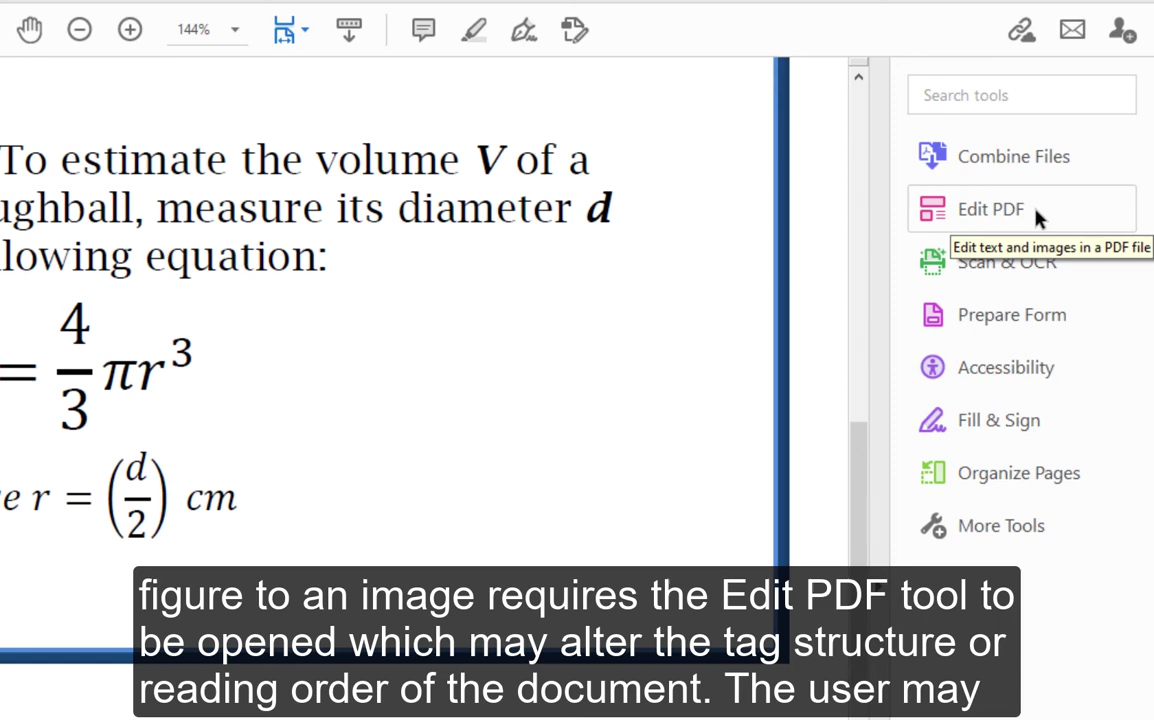 144%
Search tools
To estimate the volume V of a
ughball, measure its diameter d
lowing equation:
= 4/3 πr³
e r = (d/2) cm
Combine Files
Edit PDF
Edit text and images in a PDF file
Scan & OCR
Prepare Form
Accessibility
Fill & Sign
Organize Pages
More Tools
figure to an image requires the Edit PDF tool to
be opened which may alter the tag structure or
reading order of the document. The user may